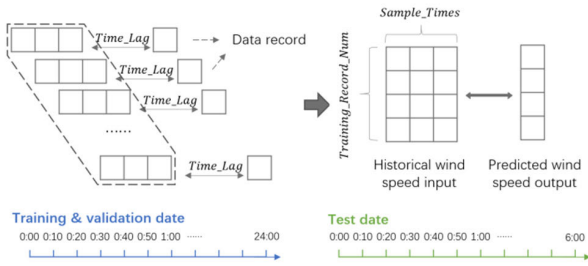 Time_Lag
Data record
Time_Lag
Time_Lag
......
Time_Lag
Sample_Times
Training_Record_Num
Historical wind speed input
Predicted wind speed output
Training & validation date
0:00 0:10 0:20 0:30 0:40 0:50 1:00 ...... 24:00
Test date
0:00 0:10 0:20 0:30 0:40 0:50 1:00 ...... 6:00